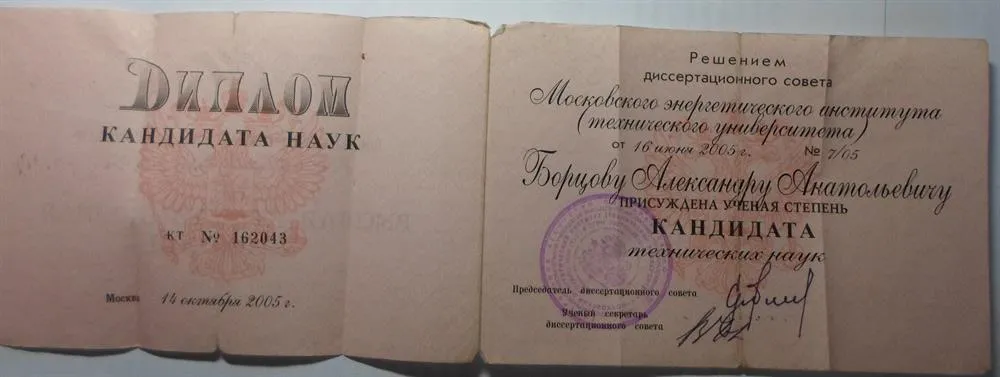 Диплом
КАНДИДАТА НАУК
КТ № 162043
Москва 14 октября 2005 г.
Решением
диссертационного совета
Московского энергетического института
(технического университета)
от 16 июня 2005 г. № 7/05
Борцову Александру Анатольевичу
ПРИСУЖДЕНА УЧЕНАЯ СТЕПЕНЬ
КАНДИДАТА
технических наук
Председатель диссертационного совета
Ученый секретарь
диссертационного совета